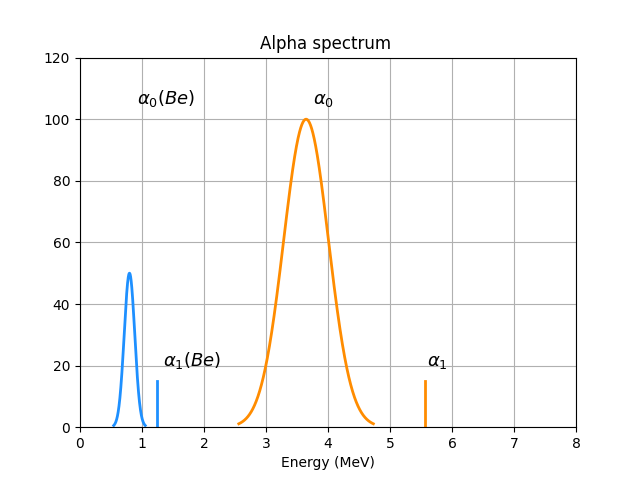 Alpha spectrum
120
α₀(Be)
α₀
100
80
60
40
20
α₁(Be)
α₁
0
0 1 2 3 4 5 6 7 8
Energy (MeV)